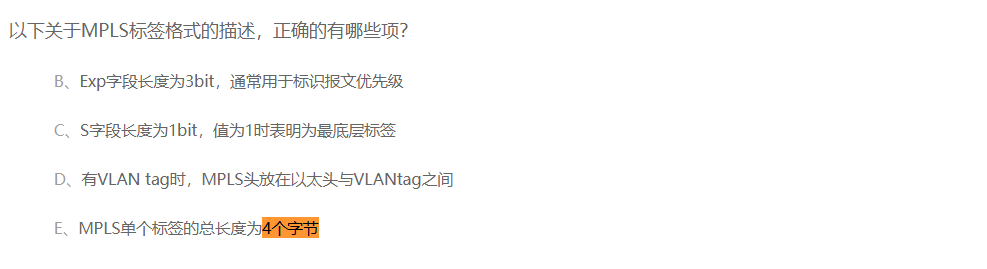 以下关于MPLS标签格式的描述，正确的有哪些项？
B、Exp字段长度为3bit，通常用于标识报文优先级
C、S字段长度为1bit，值为1时表明为最底层标签
D、有VLAN tag时，MPLS头放在以太头与VLANtag之间
E、MPLS单个标签的总长度为4个字节